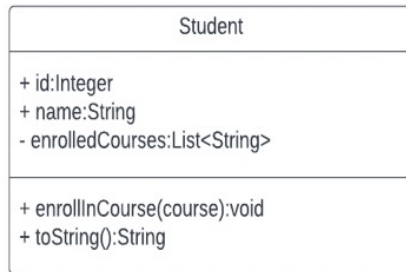 Student
+ id:Integer
+ name:String
- enrolledCourses:List<String>
+ enrollInCourse(course):void
+ toString():String